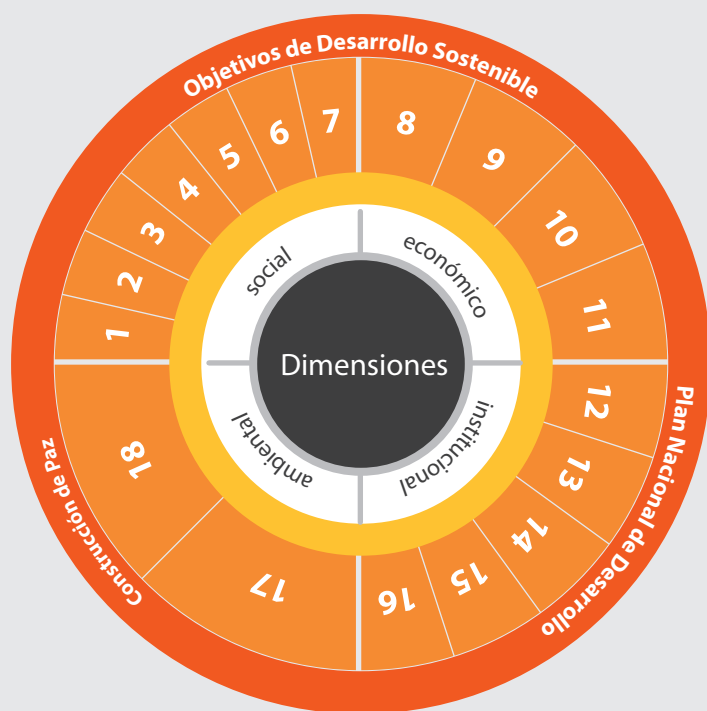 Objetivos de Desarrollo Sostenible
Plan Nacional de Desarrollo
Construcción de Paz
1
2
3
4
5
6
7
8
9
10
11
12
13
14
15
16
17
18
social
económico
institucional
ambiental
Dimensiones